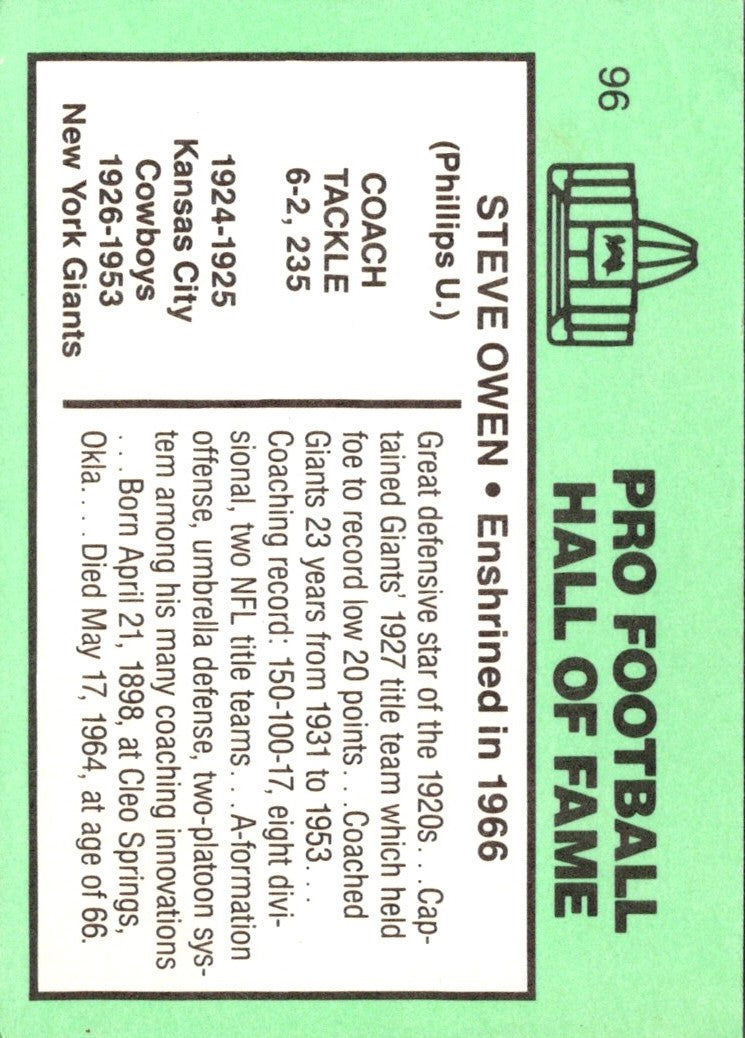 96
PRO FOOTBALL
HALL OF FAME
STEVE OWEN • Enshrined in 1966
(Phillips U.)
COACH
TACKLE
6-2, 235
1924-1925
Kansas City
Cowboys
1926-1953
New York Giants
Great defensive star of the 1920s. . .Cap-
tained Giants' 1927 title team which held
foe to record low 20 points. . .Coached
Giants 23 years from 1931 to 1953. . .
Coaching record: 150-100-17, eight divi-
sional, two NFL title teams. . .A-formation
offense, umbrella defense, two-platoon sys-
tem among his many coaching innovations
. . . .Born April 21, 1898, at Cleo Springs,
Okla. . . .Died May 17, 1964, at age of 66.